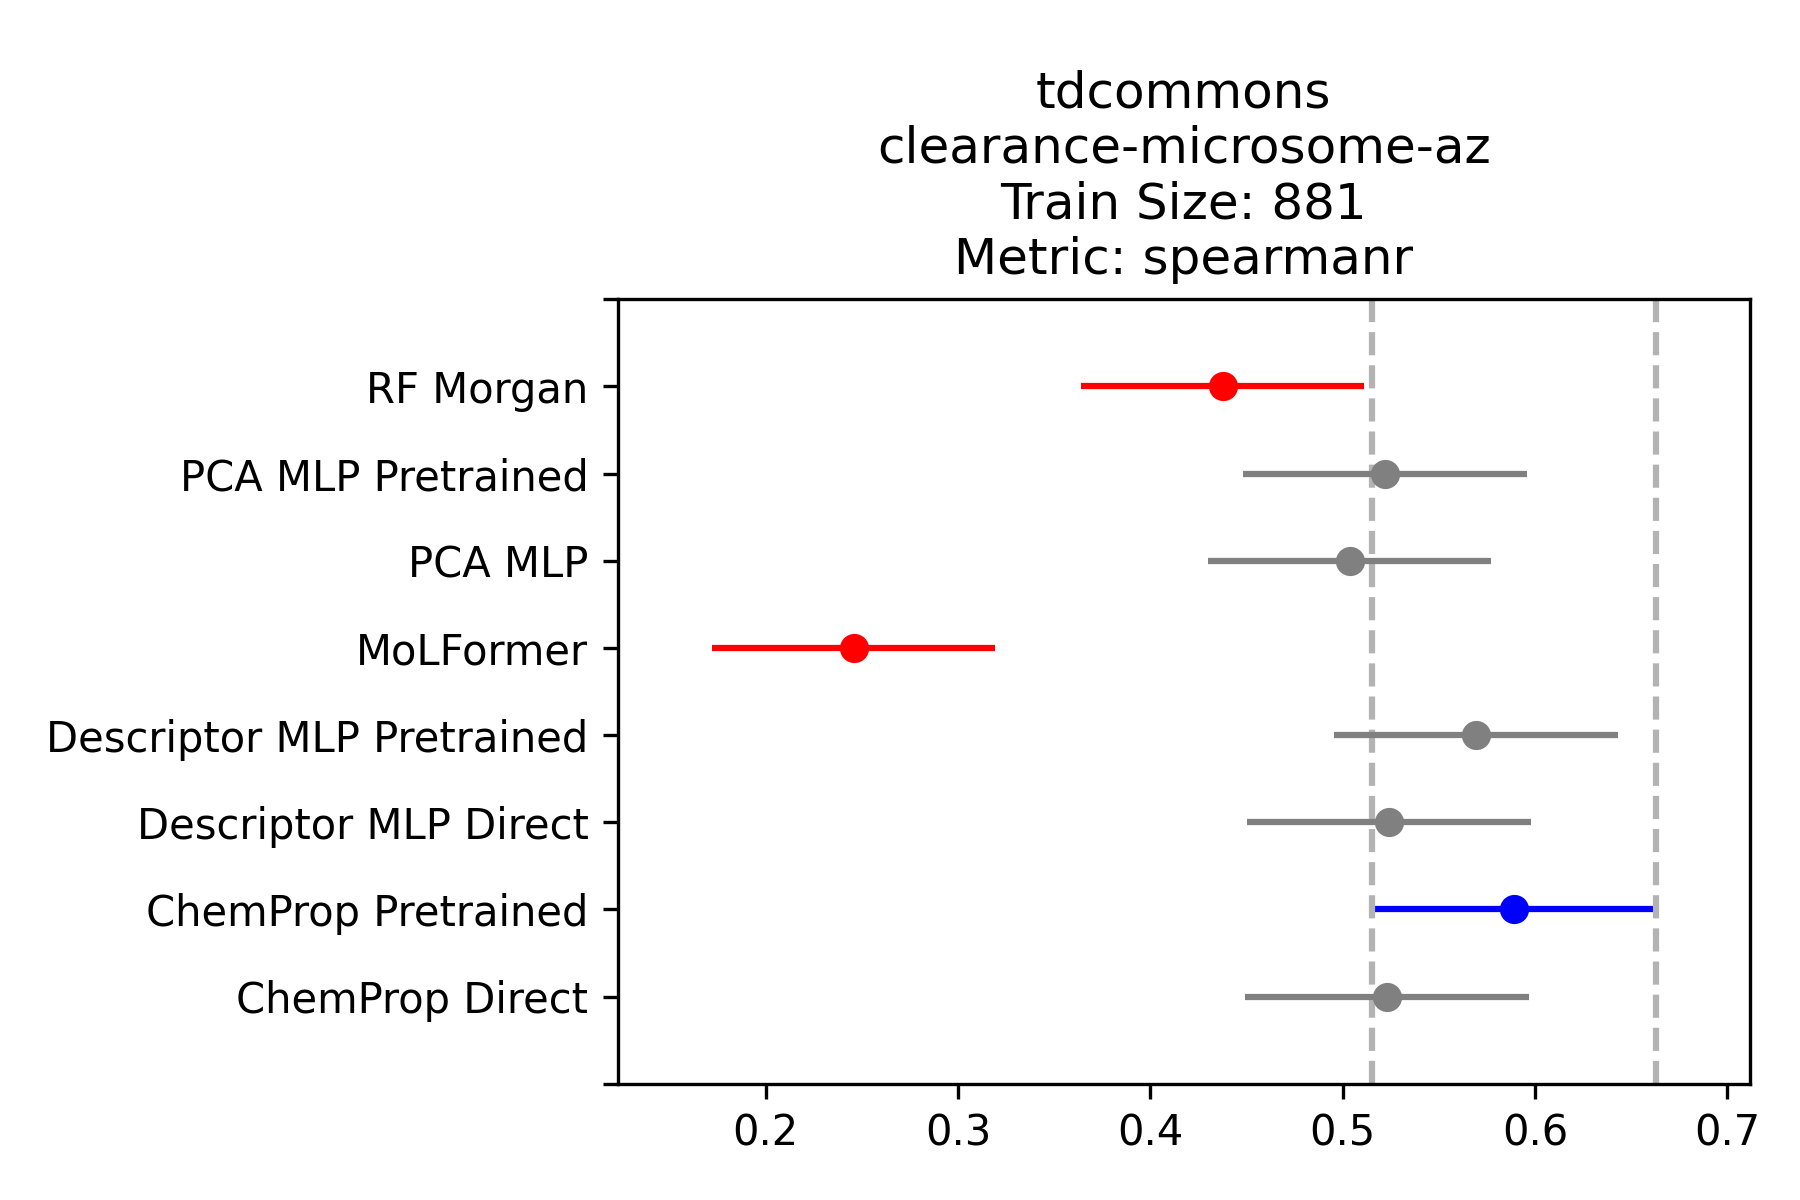 tdcommons
clearance-microsome-az
Train Size: 881
Metric: spearmanr
RF Morgan
PCA MLP Pretrained
PCA MLP
MoLFormer
Descriptor MLP Pretrained
Descriptor MLP Direct
ChemProp Pretrained
ChemProp Direct
0.2 0.3 0.4 0.5 0.6 0.7